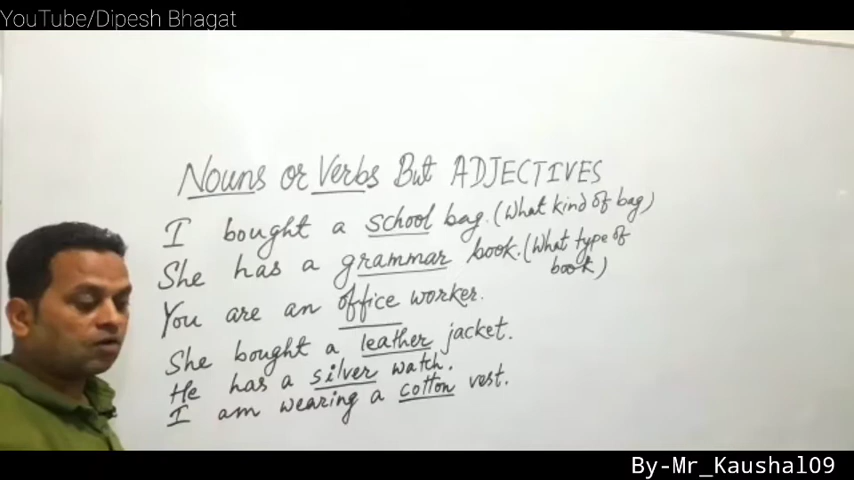 YouTube/Dipesh Bhagat
Nouns or Verbs But ADJECTIVES
I bought a school bag. (What kind of bag)
She has a grammar book. (What type of
book)
You are an office worker.
She bought a leather jacket.
He has a silver watch.
I am wearing a cotton vest.
By-Mr_Kaushal09